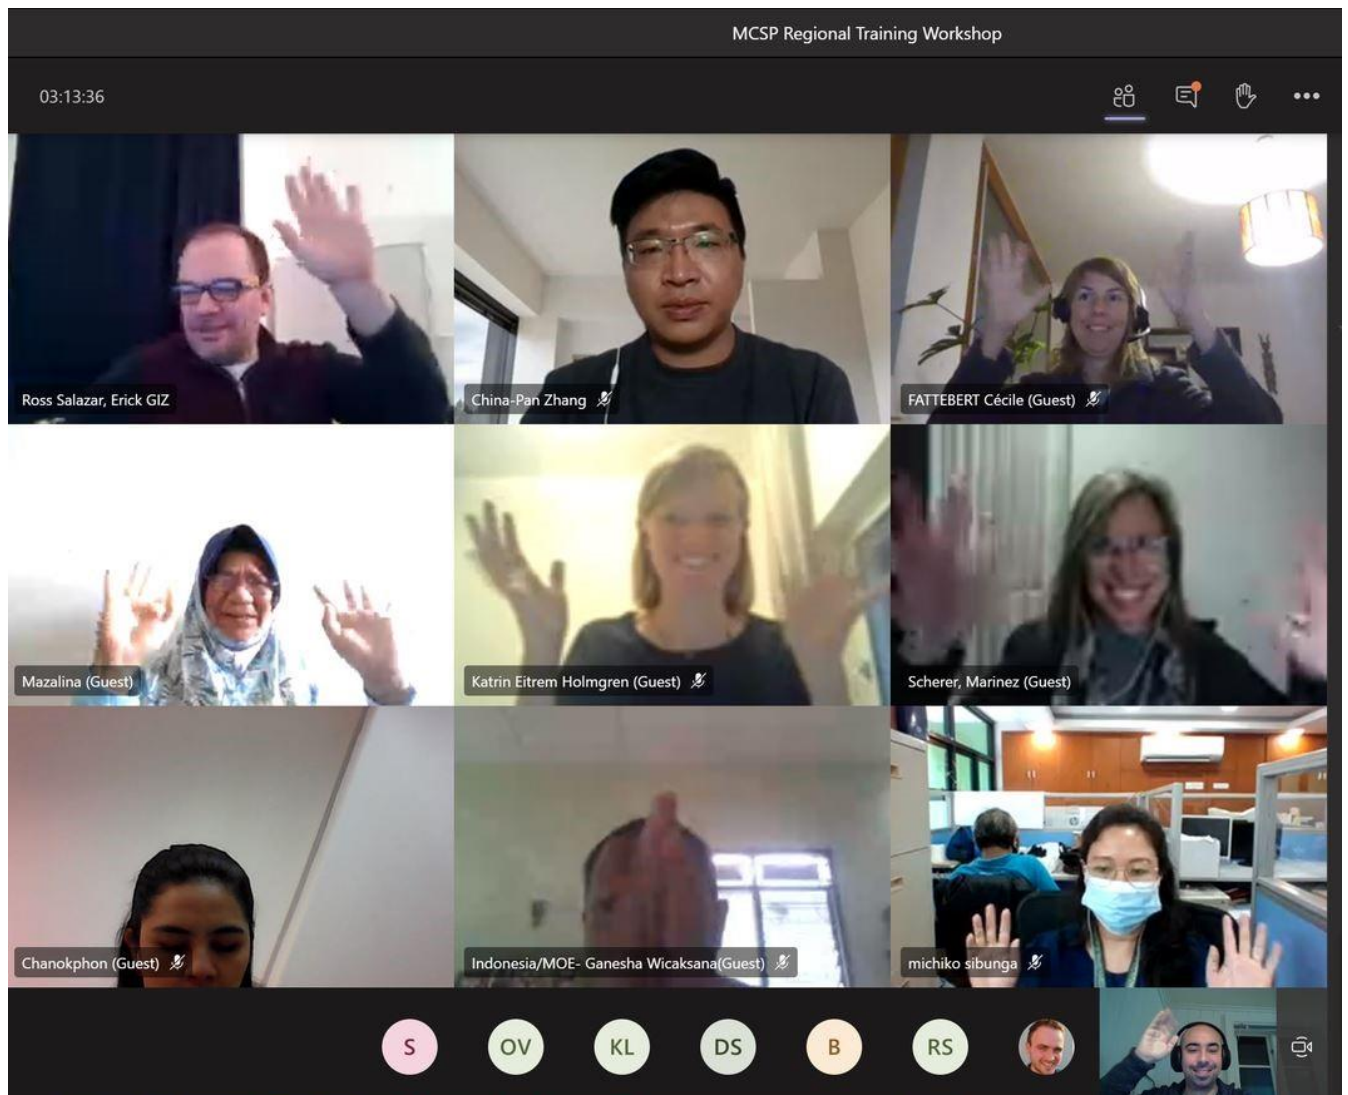 MCSP Regional Training Workshop
03:13:36
Ross Salazar, Erick GIZ
China-Pan Zhang
FATTEBERT Cécile (Guest)
Mazalina (Guest)
Katrin Eitrem Holmgren (Guest)
Scherer, Marinez (Guest)
Chanokphon (Guest)
Indonesia/MOE- Ganesha Wicaksana(Guest)
michiko sibunga
S
OV
KL
DS
B
RS